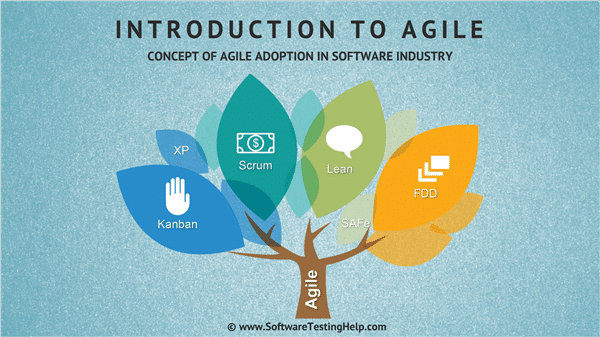 INTRODUCTION TO AGILE
CONCEPT OF AGILE ADOPTION IN SOFTWARE INDUSTRY
XP
Scrum
Lean
Kanban
SAFe
FDD
Agile
© www.SoftwareTestingHelp.com